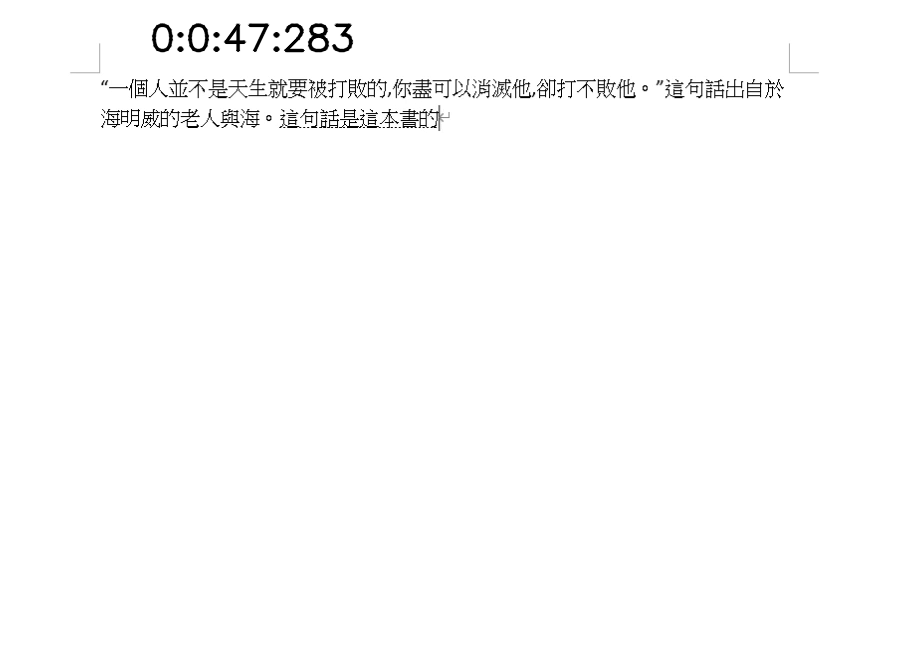 0:0:47:283
“一個人並不是天生就要被打敗的,你盡可以消滅他,卻打不敗他。”這句話出自於
海明威的老人與海。這句話是這本書的